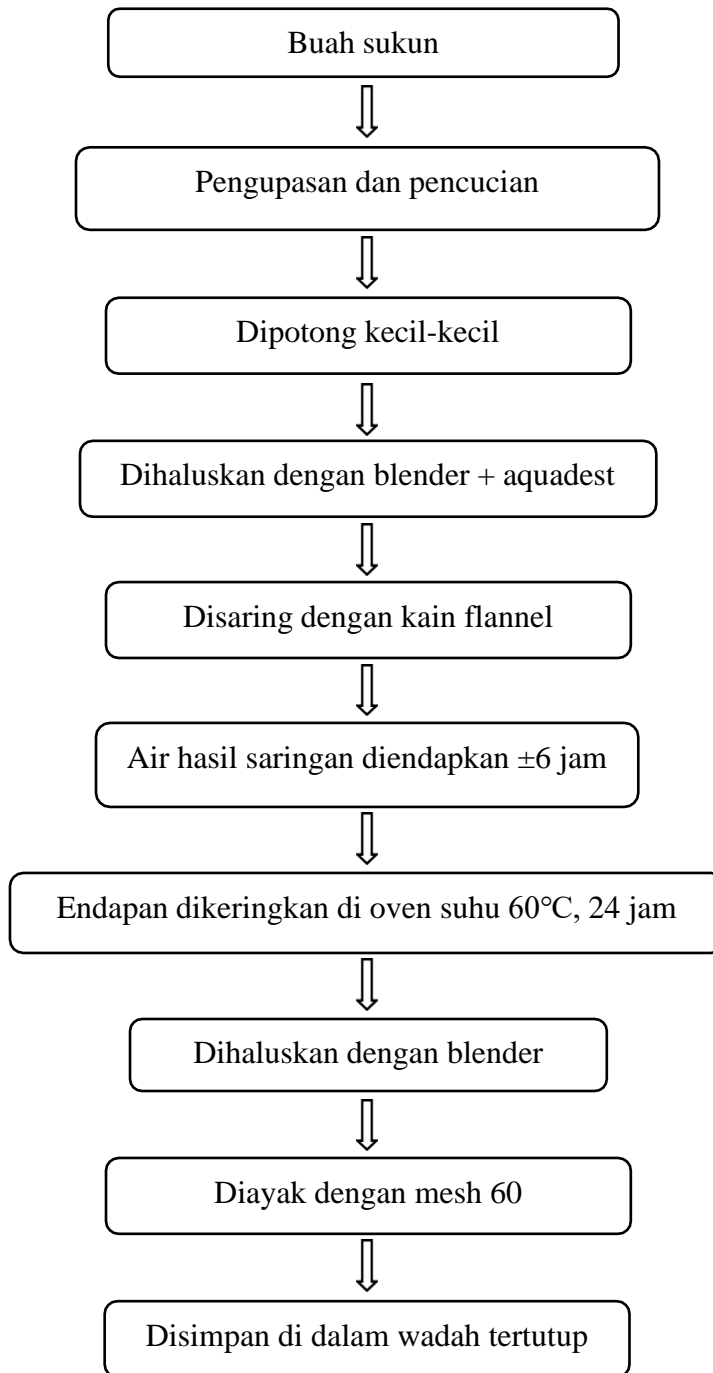 Buah sukun
Pengupasan dan pencucian
Dipotong kecil-kecil
Dihaluskan dengan blender + aquadest
Disaring dengan kain flannel
Air hasil saringan diendapkan ±6 jam
Endapan dikeringkan di oven suhu 60°C, 24 jam
Dihaluskan dengan blender
Diayak dengan mesh 60
Disimpan di dalam wadah tertutup